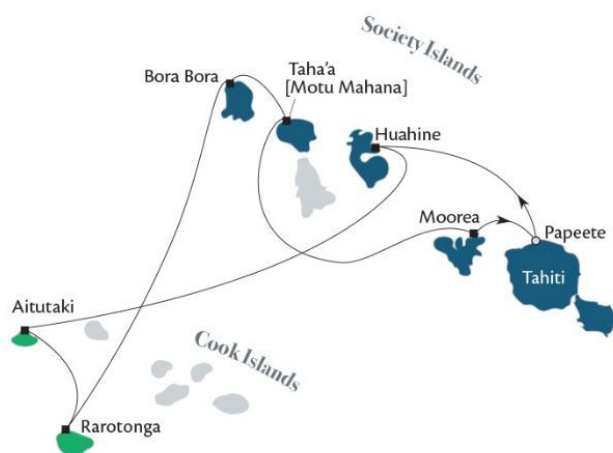 Society Islands
Bora Bora
Taha'a
[Motu Mahana]
Huahine
Moorea
Papeete
Tahiti
Aitutaki
Cook Islands
Rarotonga